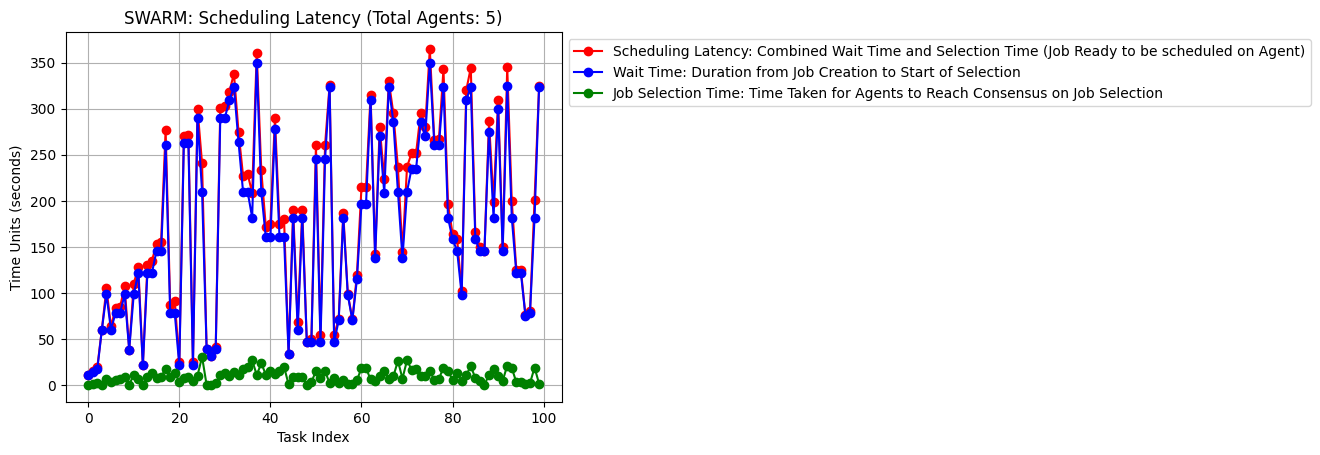 SWARM: Scheduling Latency (Total Agents: 5)
Scheduling Latency: Combined Wait Time and Selection Time (Job Ready to be scheduled on Agent)
Wait Time: Duration from Job Creation to Start of Selection
Job Selection Time: Time Taken for Agents to Reach Consensus on Job Selection
Time Units (seconds)
350
300
250
200
150
100
50
0
0 20 40 60 80 100
Task Index